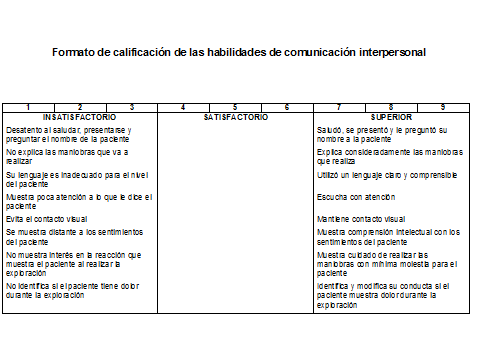 Formato de calificación de las habilidades de comunicación interpersonal
1 2 3 4 5 6 7 8 9
INSATISFACTORIO SATISFACTORIO SUPERIOR
Desatento al saludar, presentarse y
preguntar el nombre de la paciente
Saludó, se presentó y le preguntó su
nombre a la paciente
No explica las maniobras que va a
realizar
Explica consideradamente las maniobras
que realiza
Su lenguaje es inadecuado para el nivel
del paciente
Utilizó un lenguaje claro y comprensible
Muestra poca atención a lo que le dice el
paciente
Escucha con atención
Evita el contacto visual
Mantiene contacto visual
Se muestra distante a los sentimientos
del paciente
Muestra comprensión intelectual con los
sentimientos del paciente
No muestra interés en la reacción que
muestra el paciente al realizar la
exploración
Muestra cuidado de realizar las
maniobras con mínima molestia para el
paciente
No identifica si el paciente tiene dolor
durante la exploración
Identifica y modifica su conducta si el
paciente muestra dolor durante la
exploración